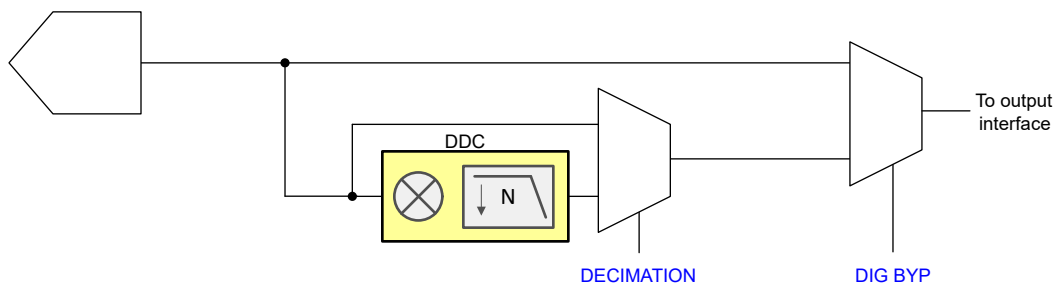 To output
interface
DDC
N
DECIMATION
DIG BYP